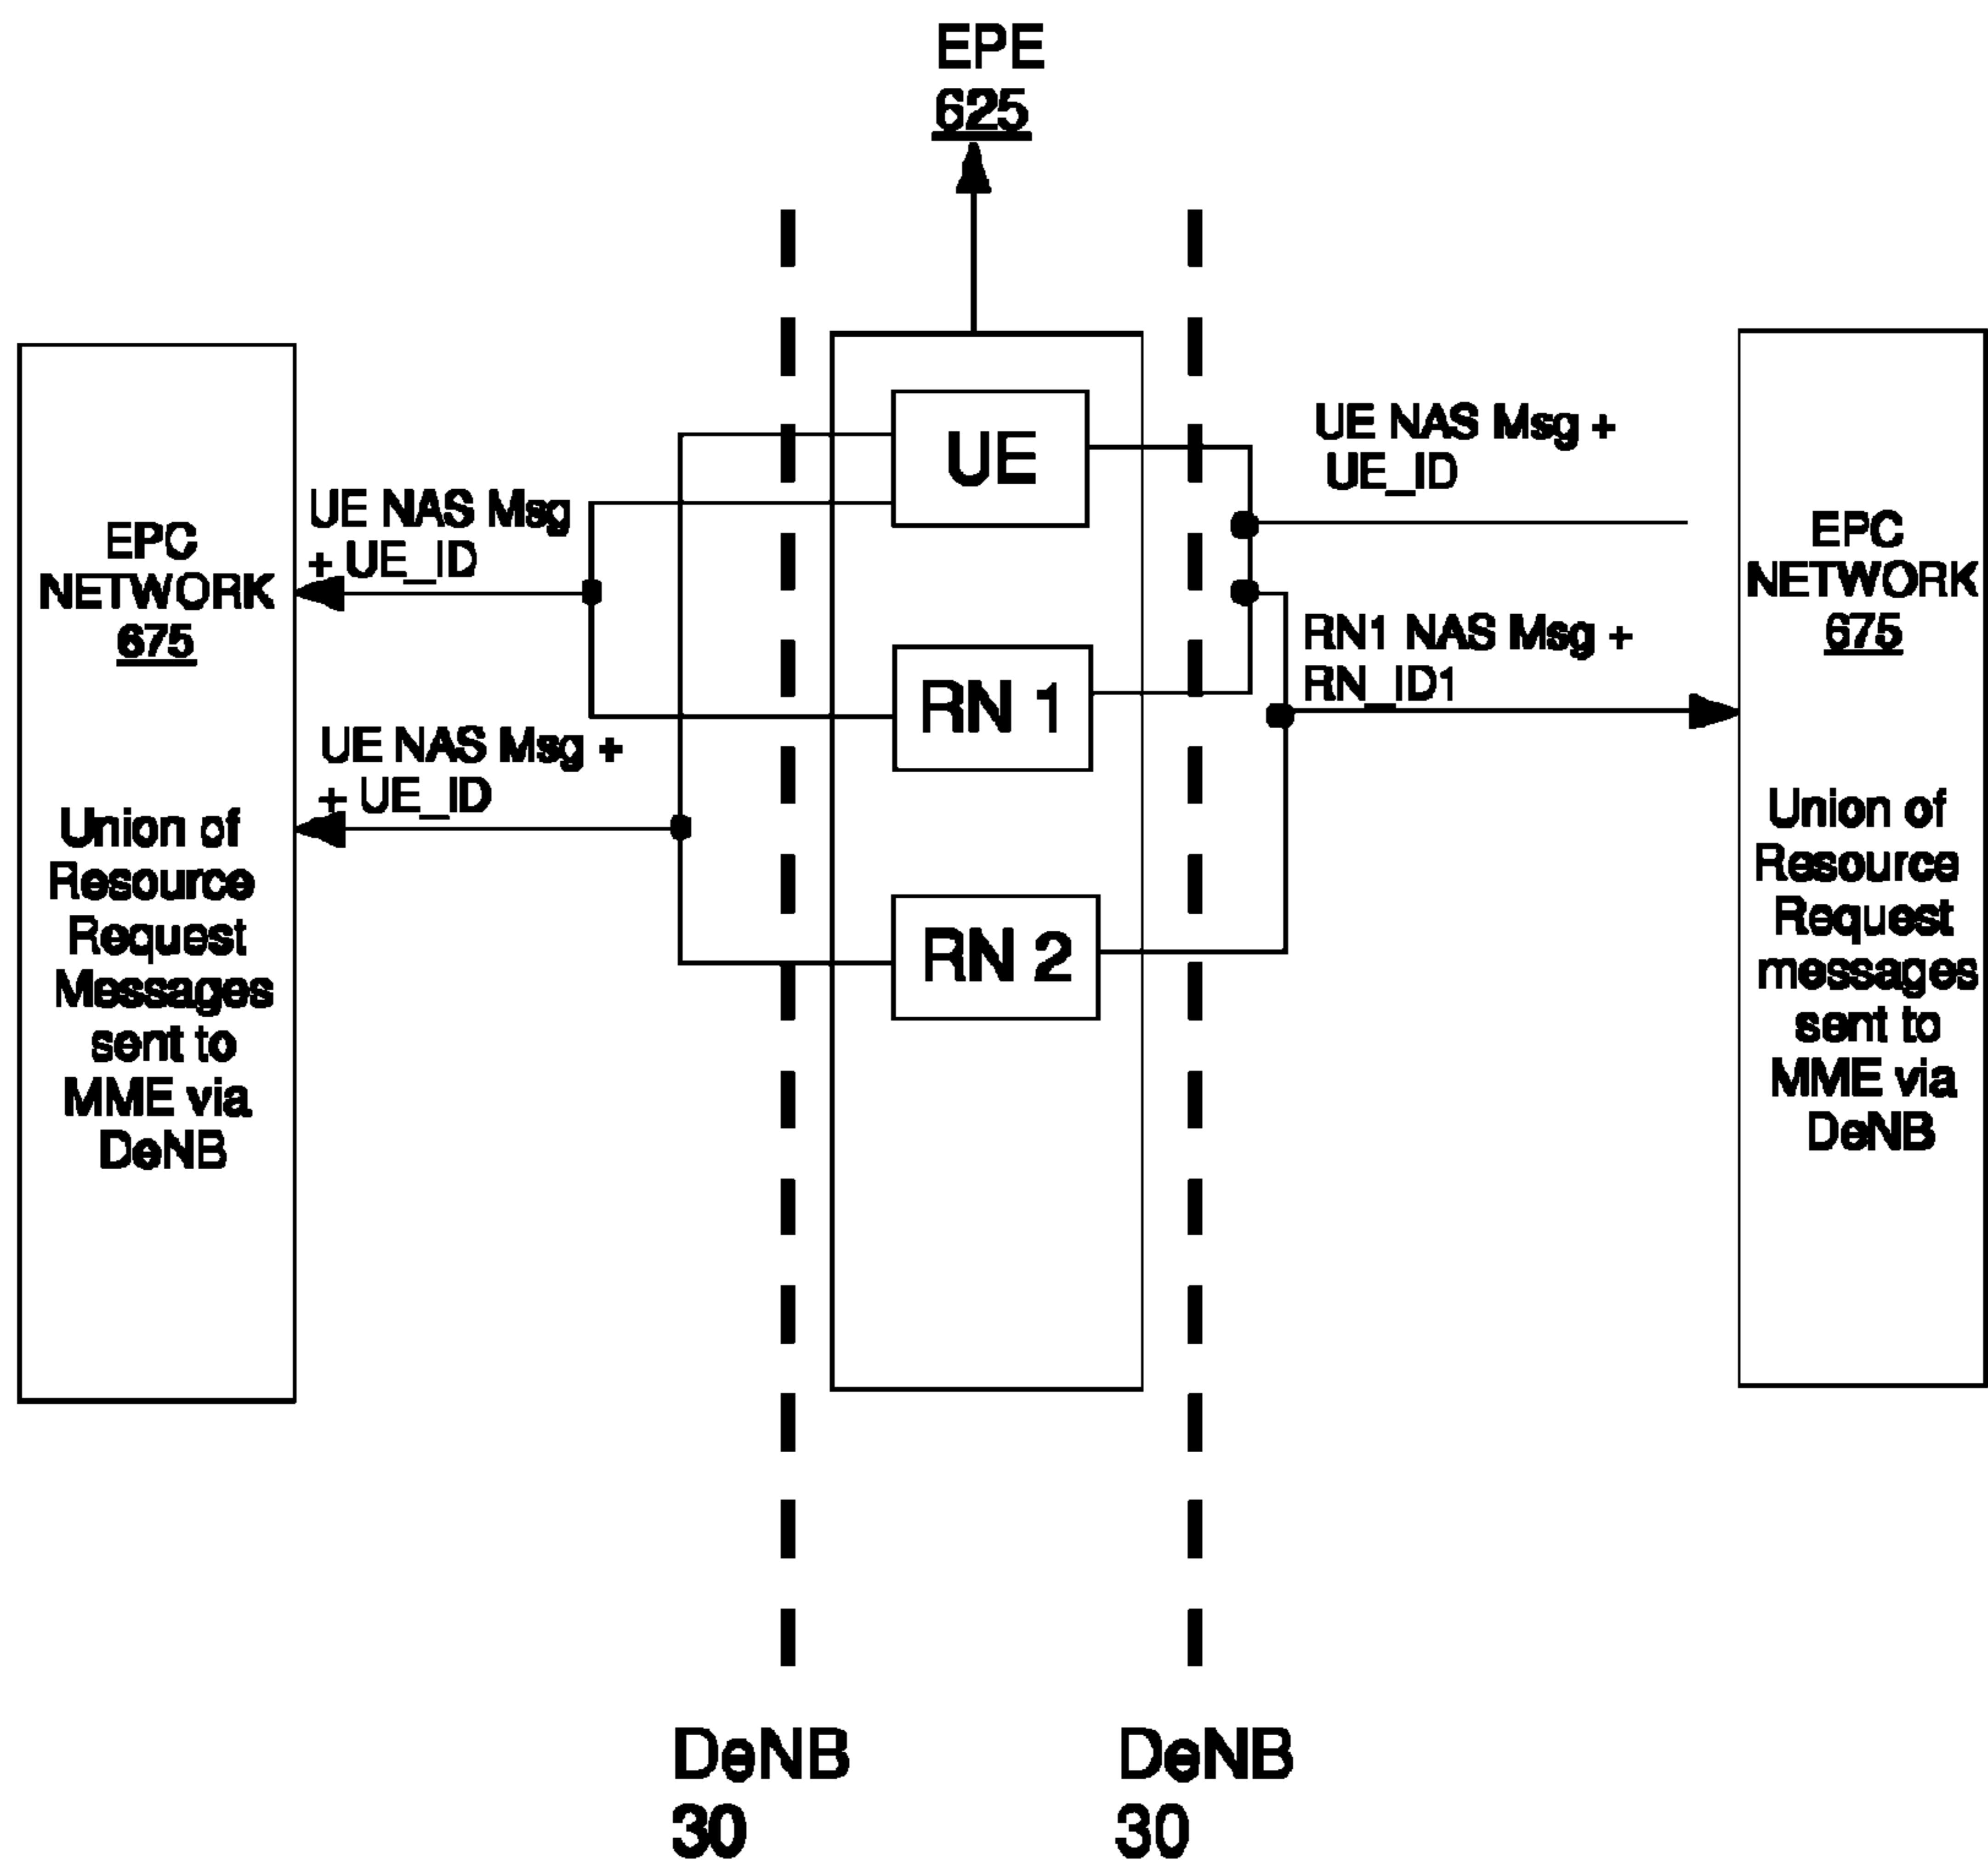 EPE
625
EPC
NETWORK
675
Union of
Resource
Request
Messages
sent to
MME via
DeNB
UE NAS Msg
+ UE_ID
UE NAS Msg +
+ UE_ID
UE
RN 1
RN 2
UE NAS Msg +
UE_ID
RN1 NAS Msg +
RN_ID1
EPC
NETWORK
675
Union of
Resource
Request
messages
sent to
MME via
DeNB
DeNB
30
DeNB
30